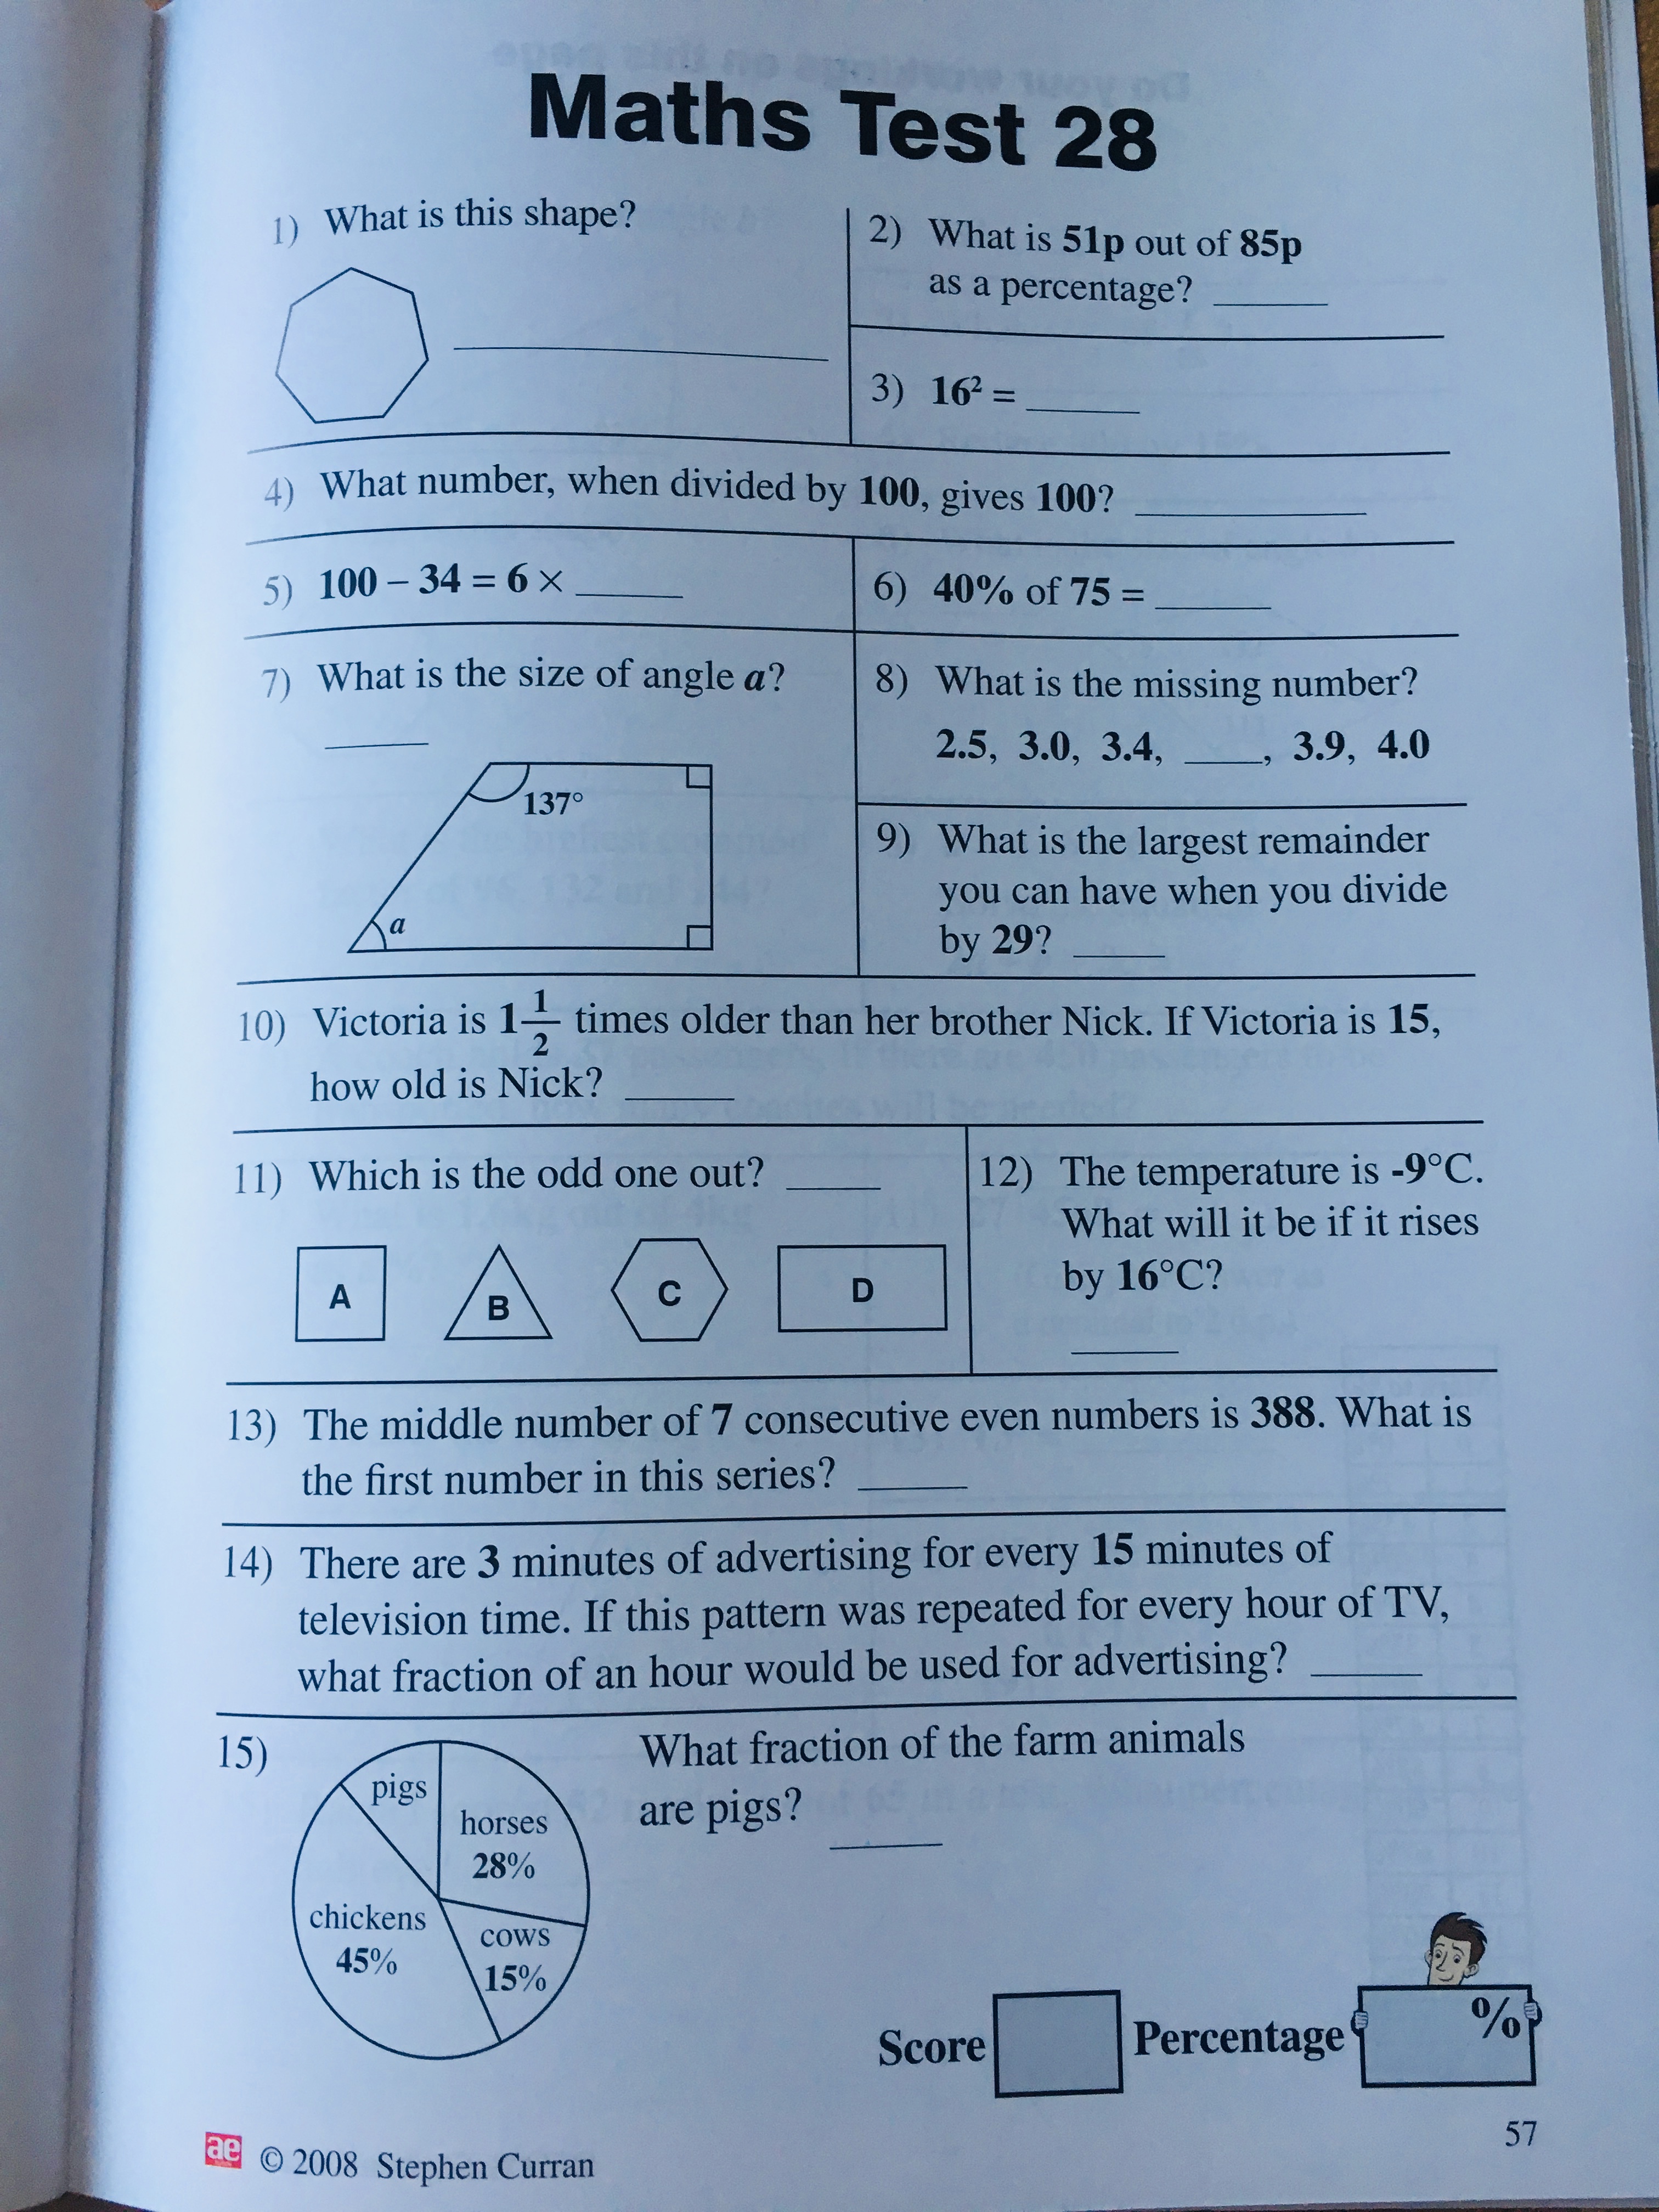 Maths Test 28
1) What is this shape?
2) What is 51p out of 85p
as a percentage? ______
3) 16² = ______
4) What number, when divided by 100, gives 100? ______
5) 100 – 34 = 6 × ______
6) 40% of 75 = ______
7) What is the size of angle a?
137°
a
8) What is the missing number?
2.5, 3.0, 3.4, ____, 3.9, 4.0
9) What is the largest remainder
you can have when you divide
by 29? ______
10) Victoria is 1 1/2 times older than her brother Nick. If Victoria is 15,
how old is Nick? ______
11) Which is the odd one out? ______
A B C D
12) The temperature is -9°C.
What will it be if it rises
by 16°C?
13) The middle number of 7 consecutive even numbers is 388. What is
the first number in this series? ______
14) There are 3 minutes of advertising for every 15 minutes of
television time. If this pattern was repeated for every hour of TV,
what fraction of an hour would be used for advertising? ______
15) What fraction of the farm animals
are pigs? ______
pigs
horses
28%
chickens
45%
cows
15%
Score
Percentage
%
57
ae © 2008 Stephen Curran